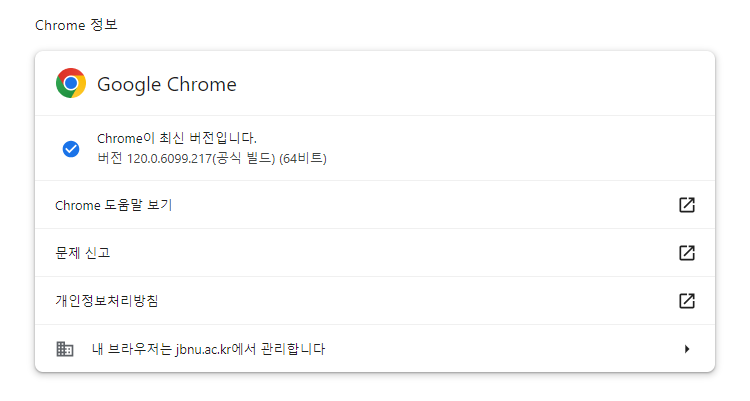 Chrome 정보
Google Chrome
Chrome이 최신 버전입니다.
버전 120.0.6099.217(공식 빌드) (64비트)
Chrome 도움말 보기
문제 신고
개인정보처리방침
내 브라우저는 jbnu.ac.kr에서 관리합니다